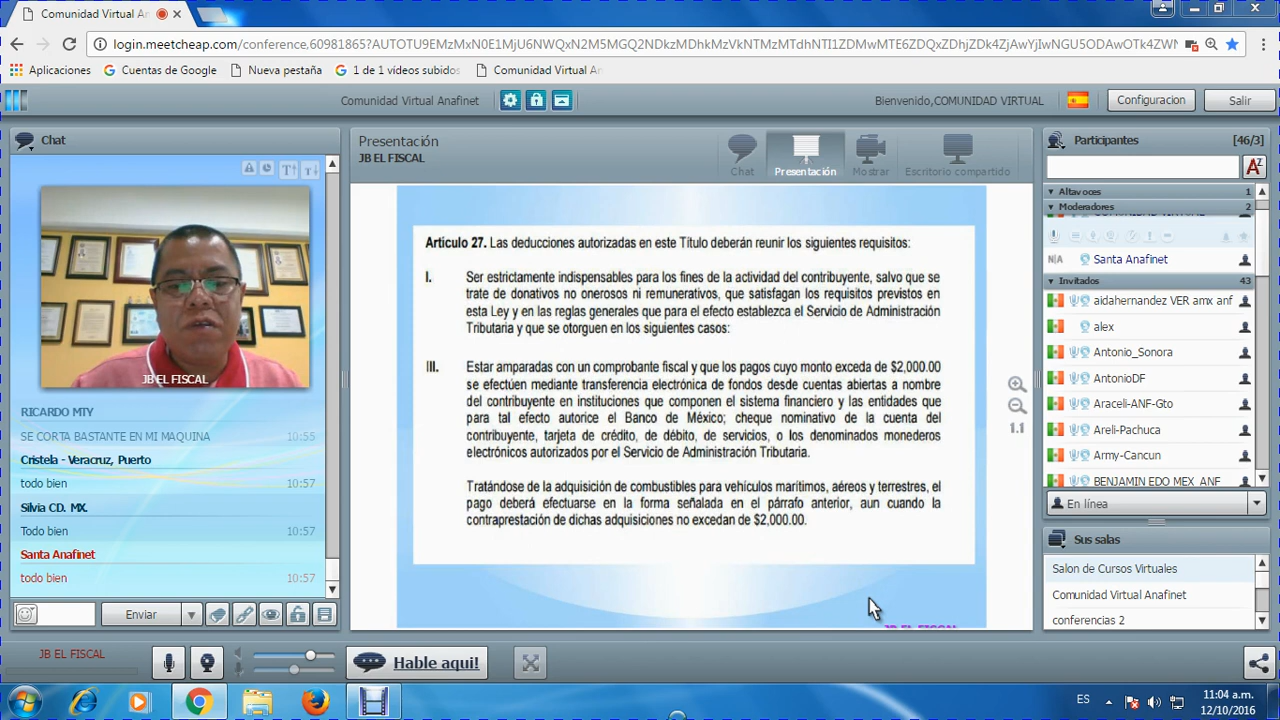 Comunidad Virtual An
login.meetcheap.com/conference,60981865?AUTOTU9EMzMxN0E1MjU6NWQxN2M5MGQ2NDkzMDhkMzVkNTMzMTdhNTI1ZDMwMTE6ZDQxZDhjZDk4ZjAwYjIwNGU5ODAwOTk4ZWN
Aplicaciones
Cuentas de Google
Nueva pestaña
1 de 1 vídeos subidos
Comunidad Virtual An
Comunidad Virtual Anafinet
Bienvenido,COMUNIDAD VIRTUAL
Configuracion
Salir
Chat
JB EL FISCAL
RICARDO MTY
SE CORTA BASTANTE EN MI MAQUINA 10:55
Cristela - Veracruz, Puerto
todo bien 10:57
Silvia CD. MX.
Todo bien 10:57
Santa Anafinet
todo bien 10:57
Enviar
Presentación
JB EL FISCAL
Chat
Presentación
Mostrar
Escritorio compartido
Artículo 27. Las deducciones autorizadas en este Título deberán reunir los siguientes requisitos:
I. Ser estrictamente indispensables para los fines de la actividad del contribuyente, salvo que se
trate de donativos no onerosos ni remunerativos, que satisfagan los requisitos previstos en
esta Ley y en las reglas generales que para el efecto establezca el Servicio de Administración
Tributaria y que se otorguen en los siguientes casos:
III. Estar amparadas con un comprobante fiscal y que los pagos cuyo monto exceda de $2,000.00
se efectúen mediante transferencia electrónica de fondos desde cuentas abiertas a nombre
del contribuyente en instituciones que componen el sistema financiero y las entidades que
para tal efecto autorice el Banco de México; cheque nominativo de la cuenta del
contribuyente, tarjeta de crédito, de débito, de servicios, o los denominados monederos
electrónicos autorizados por el Servicio de Administración Tributaria.
Tratándose de la adquisición de combustibles para vehículos marítimos, aéreos y terrestres, el
pago deberá efectuarse en la forma señalada en el párrafo anterior, aun cuando la
contraprestación de dichas adquisiciones no excedan de $2,000.00.
JB EL FISCAL
1.1
Participantes [46/3]
Altavoces 1
Moderadores 2
N/A Santa Anafinet
Invitados 43
aidahernandez VER amx anf
alex
Antonio_Sonora
AntonioDF
Araceli-ANF-Gto
Areli-Pachuca
Army-Cancun
BENJAMIN EDO MEX ANF
En línea
Sus salas
Salon de Cursos Virtuales
Comunidad Virtual Anafinet
conferencias 2
JB EL FISCAL
Hable aqui!
ES
11:04 a.m.
12/10/2016